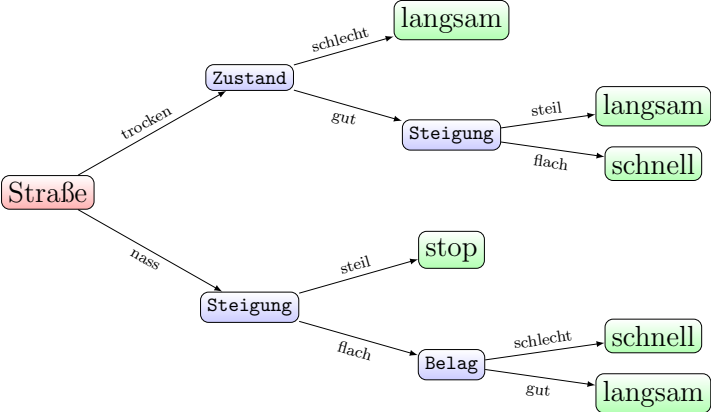 langsam
schlecht
Zustand
trocken
gut
steil
langsam
Steigung
flach
schnell
Straße
nass
steil
stop
Steigung
flach
schlecht
schnell
Belag
gut
langsam